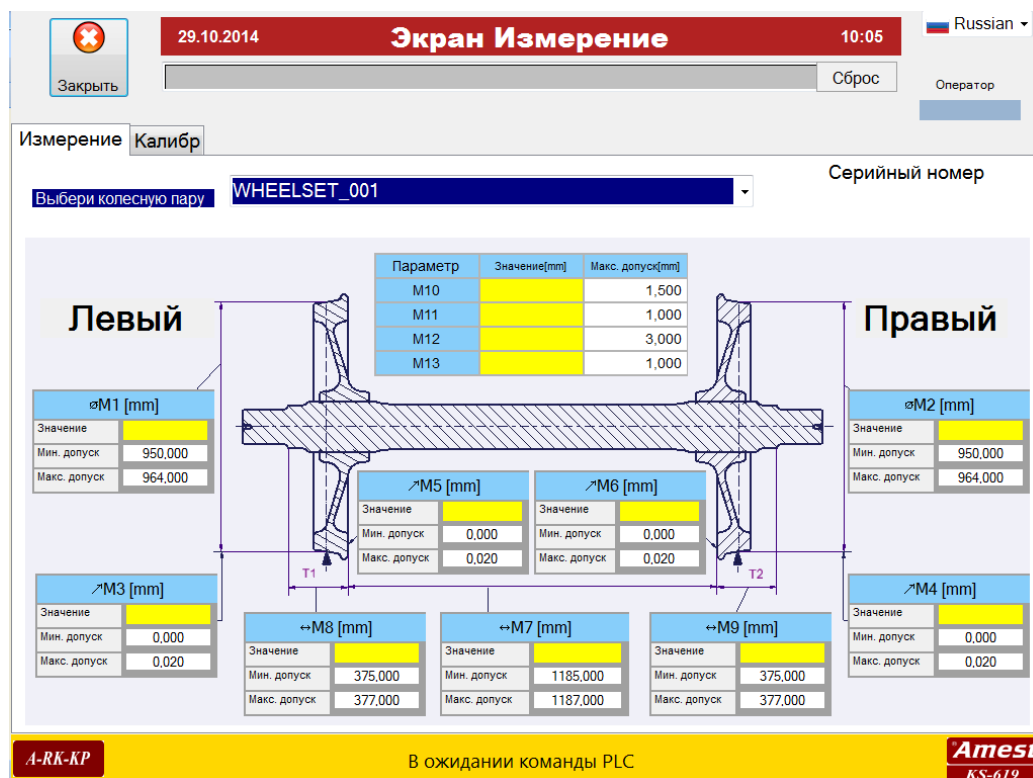 29.10.2014 Экран Измерение 10:05
Russian
Закрыть
Сброс
Оператор
Измерение Калибр
Серийный номер
Выбери колесную пару WHEELSET_001
Параметр Значение[mm] Макс. допуск[mm]
M10 1,500
M11 1,000
M12 3,000
M13 1,000
Левый
Правый
⌀M1 [mm]
Значение
Мин. допуск 950,000
Макс. допуск 964,000
⌀M2 [mm]
Значение
Мин. допуск 950,000
Макс. допуск 964,000
↗M5 [mm]
Значение
Мин. допуск 0,000
Макс. допуск 0,020
↗M6 [mm]
Значение
Мин. допуск 0,000
Макс. допуск 0,020
T1
T2
↗M3 [mm]
Значение
Мин. допуск 0,000
Макс. допуск 0,020
↗M4 [mm]
Значение
Мин. допуск 0,000
Макс. допуск 0,020
↔M8 [mm]
Значение
Мин. допуск 375,000
Макс. допуск 377,000
↔M7 [mm]
Значение
Мин. допуск 1185,000
Макс. допуск 1187,000
↔M9 [mm]
Значение
Мин. допуск 375,000
Макс. допуск 377,000
A-RK-KP
В ожидании команды PLC
Amest
KS-619